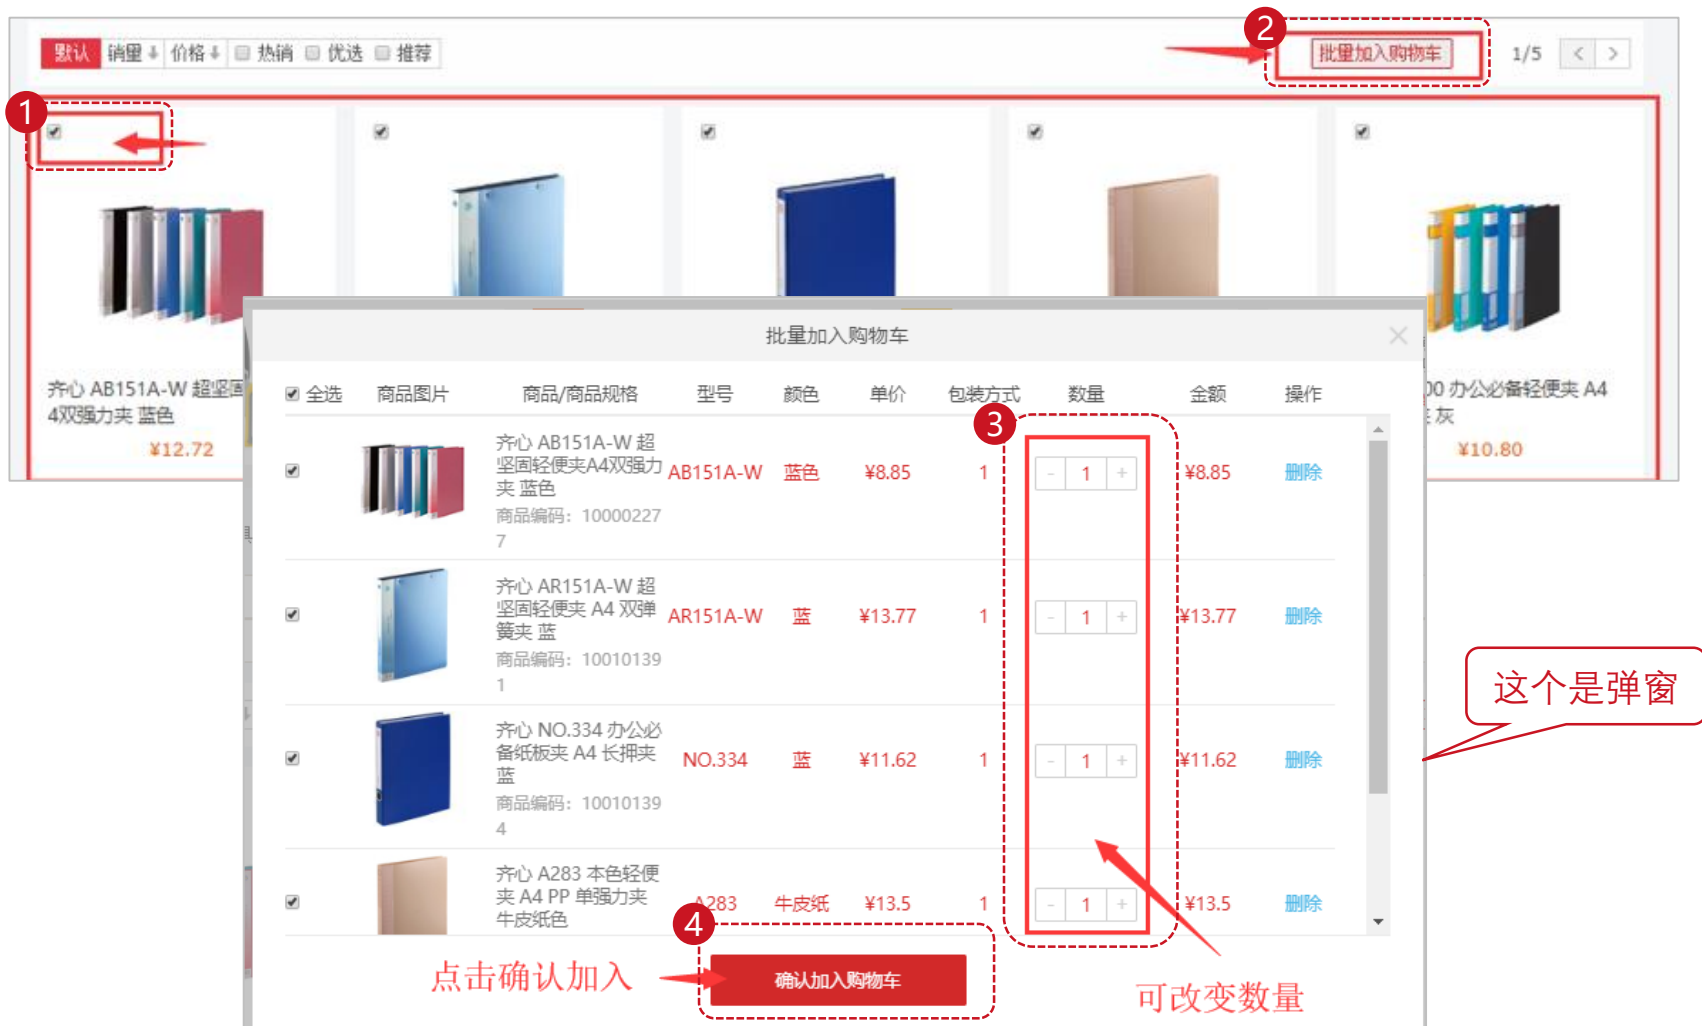 2
默认 销量 价格 热销 优选 推荐
批量加入购物车
1/5 < >
1
齐心 AB151A-W 超坚固
4双强力夹 蓝色
¥12.72
00 办公必备轻便夹 A4
灰
¥10.80
批量加入购物车
全选 商品图片 商品/商品规格 型号 颜色 单价 包装方式 数量 金额 操作
3
齐心 AB151A-W 超
坚固轻便夹A4双强力
夹 蓝色
商品编码：10000227
7
AB151A-W 蓝色 ¥8.85 1 - 1 + ¥8.85 删除
齐心 AR151A-W 超
坚固轻便夹 A4 双弹
簧夹 蓝
商品编码：10010139
1
AR151A-W 蓝 ¥13.77 1 - 1 + ¥13.77 删除
这个是弹窗
齐心 NO.334 办公必
备纸板夹 A4 长押夹
蓝
商品编码：10010139
4
NO.334 蓝 ¥11.62 1 - 1 + ¥11.62 删除
齐心 A283 本色轻便
夹 A4 PP 单强力夹
牛皮纸色
A283 牛皮纸 ¥13.5 1 - 1 + ¥13.5 删除
4
点击确认加入
确认加入购物车
可改变数量